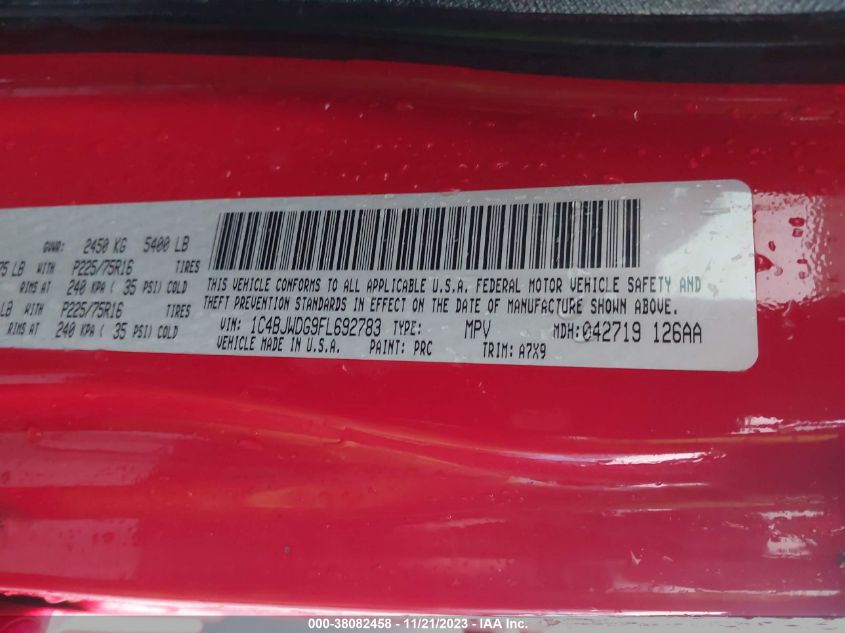 GVWR: 2450 KG 5400 LB
LB WITH P225/75R16 TIRES
RIMS AT 240 KPA ( 35 PSI) COLD
LB WITH P225/75R16 TIRES
RIMS AT 240 KPA ( 35 PSI) COLD
THIS VEHICLE CONFORMS TO ALL APPLICABLE U.S.A. FEDERAL MOTOR VEHICLE SAFETY AND
THEFT PREVENTION STANDARDS IN EFFECT ON THE DATE OF MANUFACTURE SHOWN ABOVE.
VIN: 1C4BJWDG9FL692783 TYPE: MPV MDH:042719 126AA
VEHICLE MADE IN U.S.A. PAINT: PRC TRIM: A7X9
000-38082458 - 11/21/2023 - © IAA Inc.